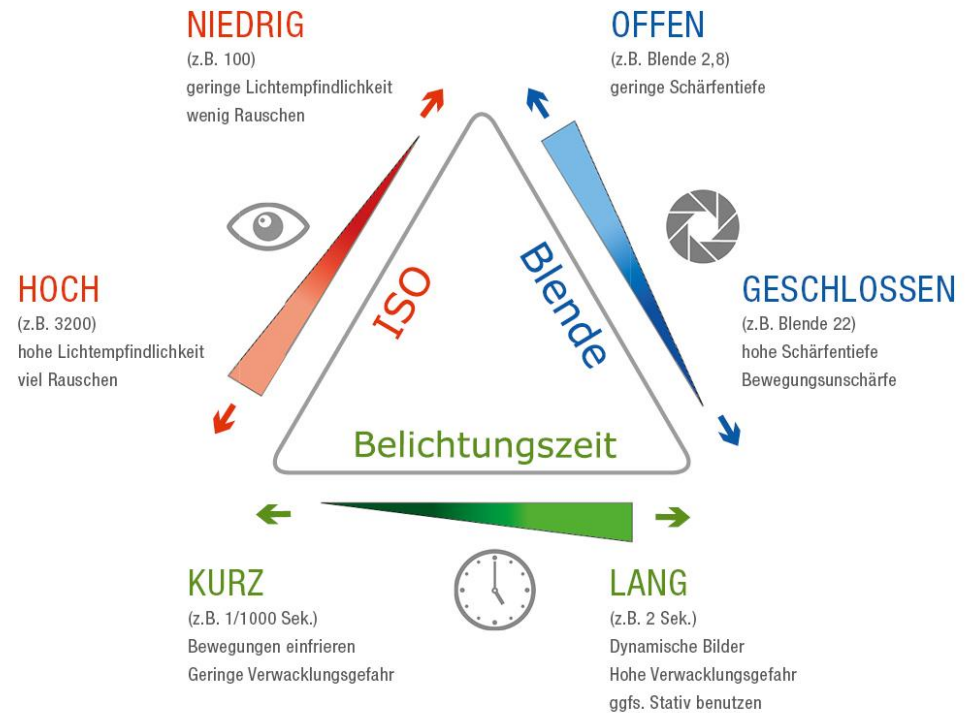 NIEDRIG
(z.B. 100)
geringe Lichtempfindlichkeit
wenig Rauschen
OFFEN
(z.B. Blende 2,8)
geringe Schärfentiefe
HOCH
(z.B. 3200)
hohe Lichtempfindlichkeit
viel Rauschen
ISO
Blende
GESCHLOSSEN
(z.B. Blende 22)
hohe Schärfentiefe
Bewegungsunschärfe
Belichtungszeit
KURZ
(z.B. 1/1000 Sek.)
Bewegungen einfrieren
Geringe Verwacklungsgefahr
LANG
(z.B. 2 Sek.)
Dynamische Bilder
Hohe Verwacklungsgefahr
ggfs. Stativ benutzen